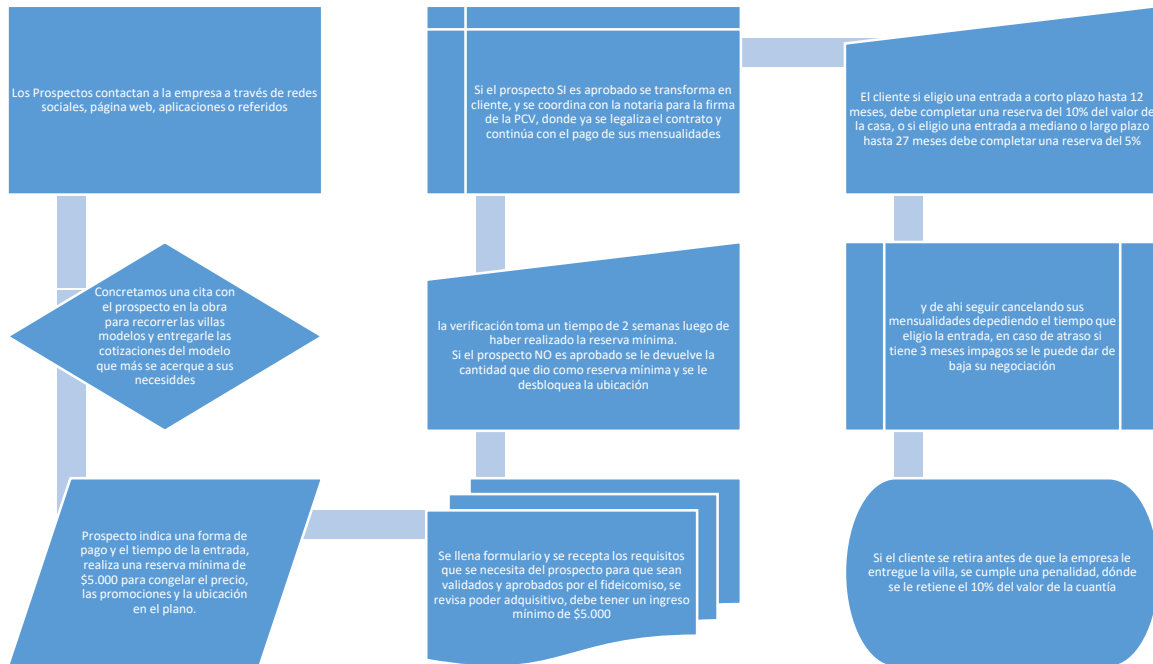 Los Prospectos contactan a la empresa a través de redes
sociales, página web, aplicaciones o referidos
Concretamos una cita con
el prospecto en la obra
para recorrer las villas
modelos y entregarle las
cotizaciones del modelo
que más se acerque a sus
necesiddes
Prospecto indica una forma de
pago y el tiempo de la entrada,
realiza una reserva mínima de
$5.000 para congelar el precio,
las promociones y la ubicación
en el plano.
Se llena formulario y se recepta los requisitos
que se necesita del prospecto para que sean
validados y aprobados por el fideicomiso, se
revisa poder adquisitivo, debe tener un ingreso
mínimo de $5.000
la verificación toma un tiempo de 2 semanas luego de
haber realizado la reserva mínima.
Si el prospecto NO es aprobado se le devuelve la
cantidad que dio como reserva mínima y se le
desbloquea la ubicación
Si el prospecto SI es aprobado se transforma en
cliente, y se coordina con la notaria para la firma
de la PCV, donde ya se legaliza el contrato y
continúa con el pago de sus mensualidades
El cliente si eligio una entrada a corto plazo hasta 12
meses, debe completar una reserva del 10% del valor de
la casa, o si eligio una entrada a mediano o largo plazo
hasta 27 meses debe completar una reserva del 5%
y de ahi seguir cancelando sus
mensualidades depediendo el tiempo que
eligio la entrada, en caso de atraso si
tiene 3 meses impagos se le puede dar de
baja su negociación
Si el cliente se retira antes de que la empresa le
entregue la villa, se cumple una penalidad, dónde
se le retiene el 10% del valor de la cuantía